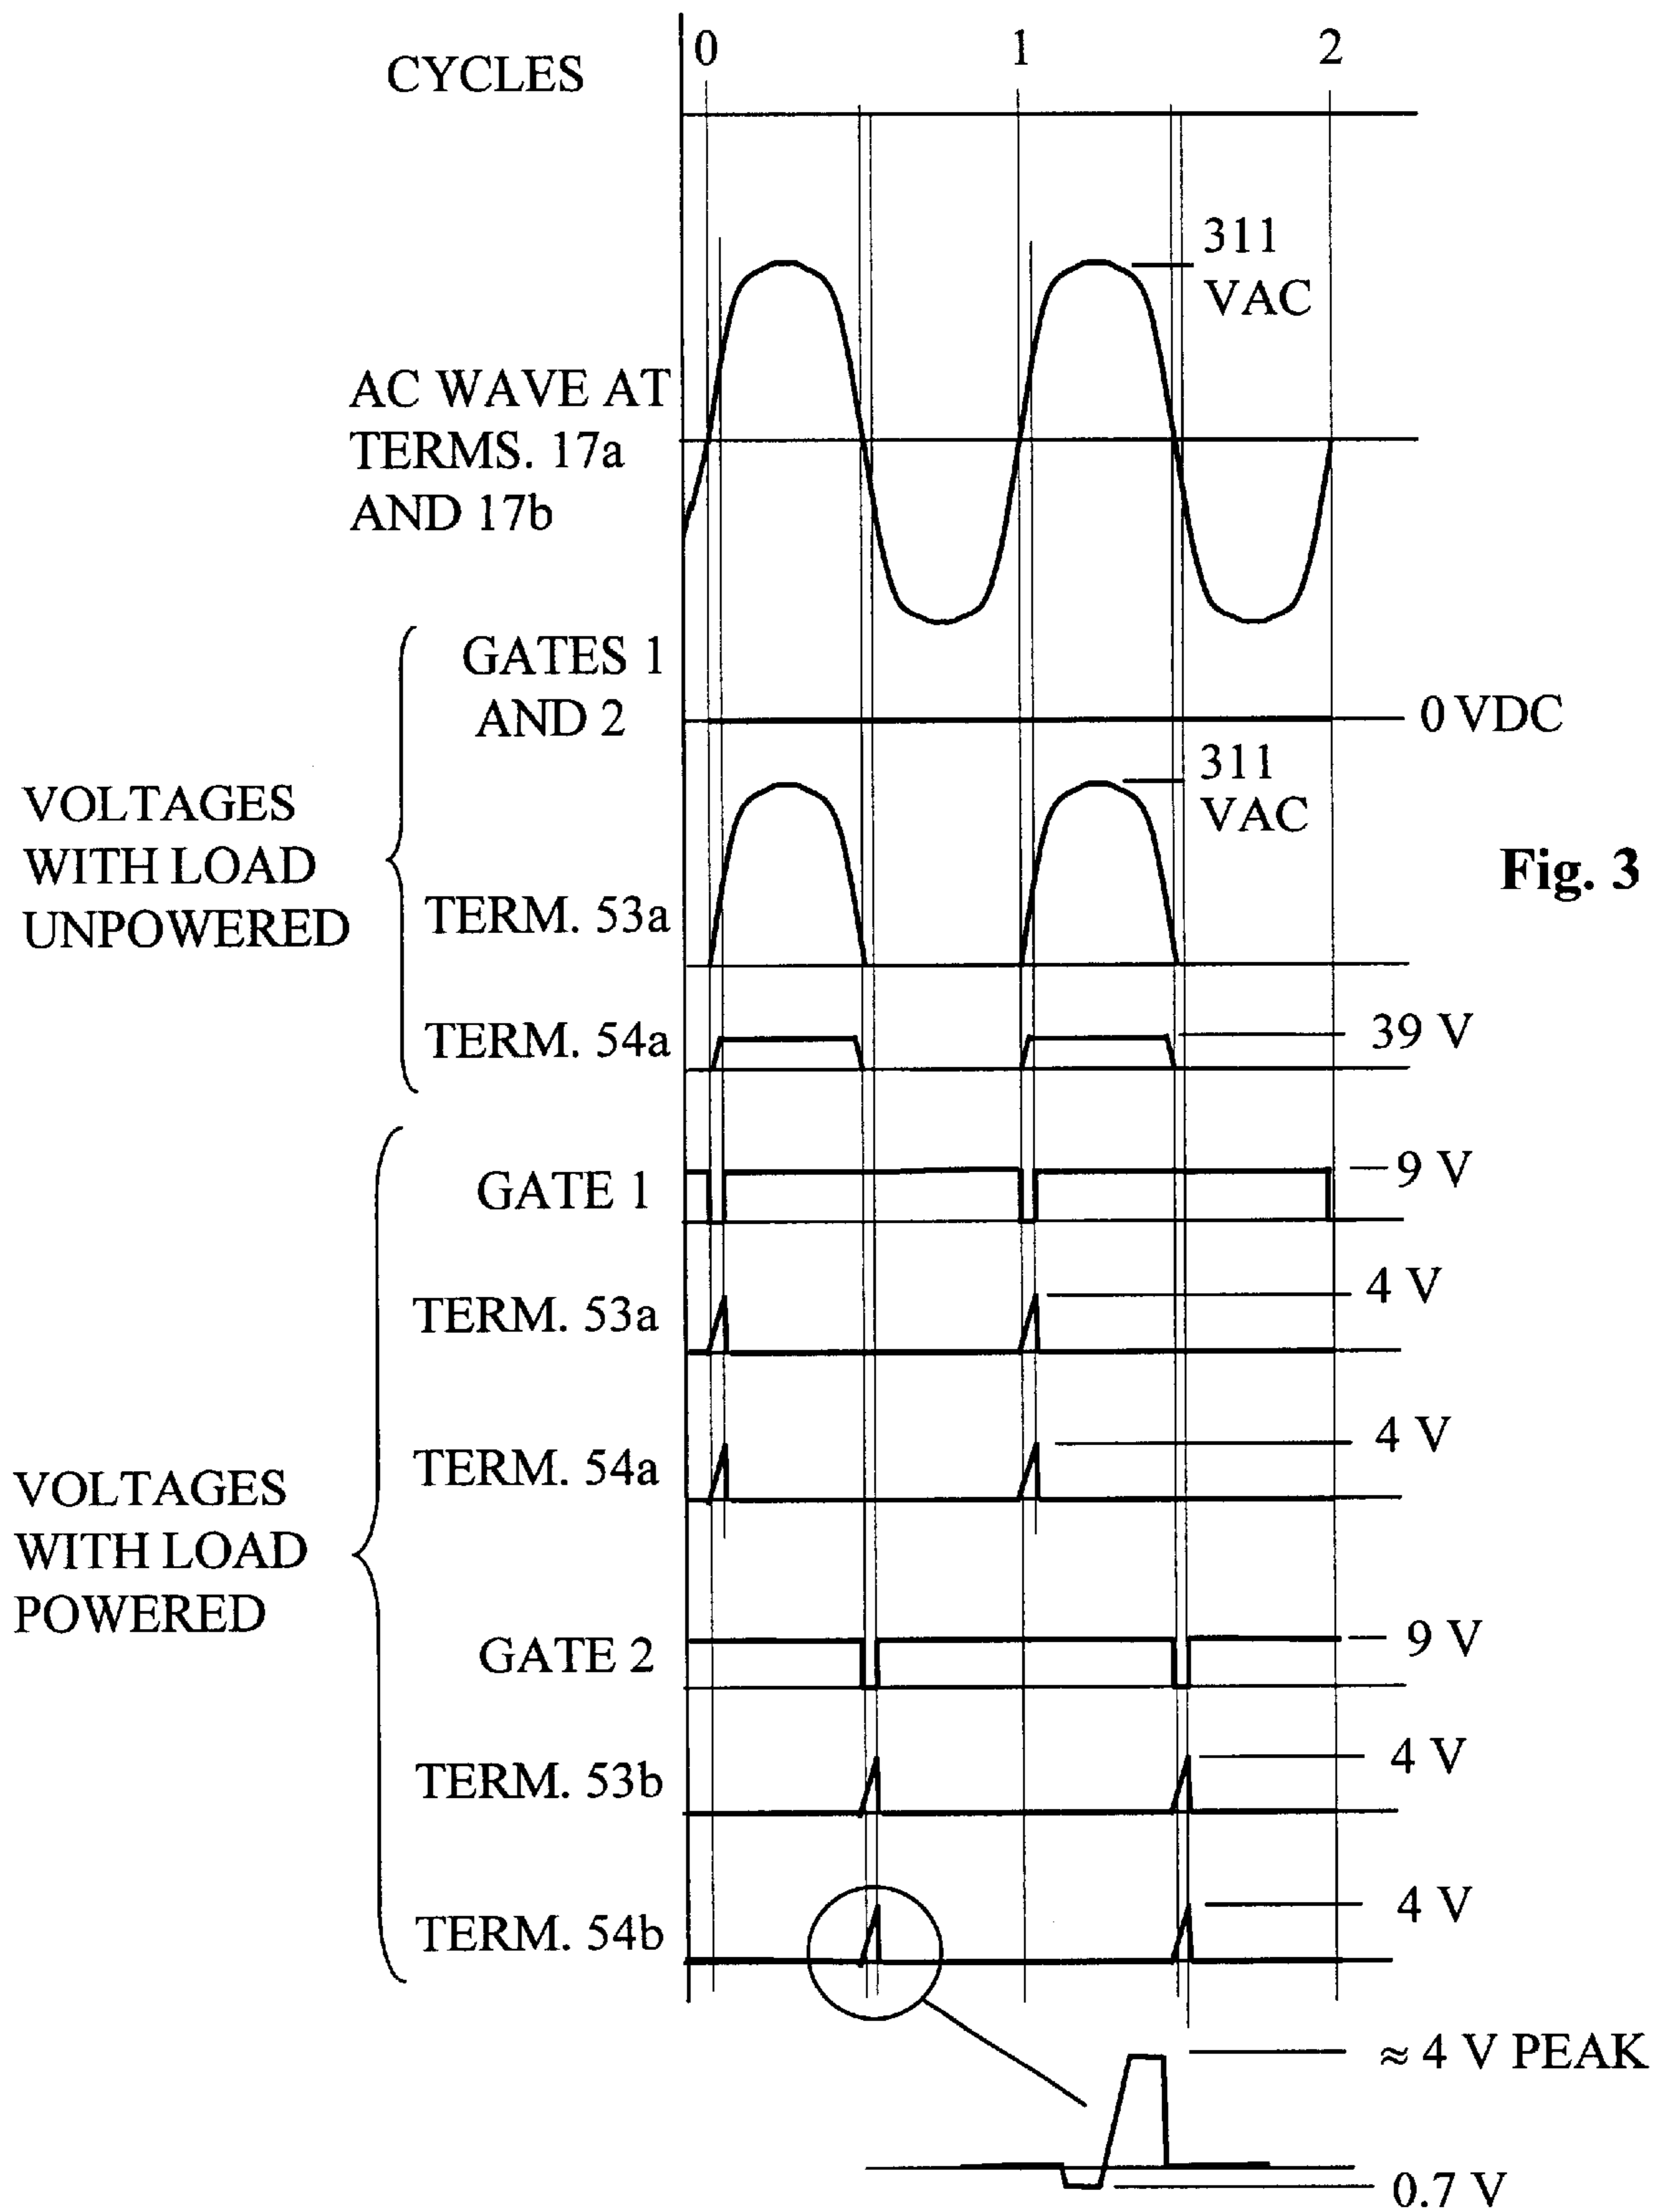 CYCLES
0
1
2
311
VAC
AC WAVE AT
TERMS. 17a
AND 17b
GATES 1
AND 2
0 VDC
311
VAC
VOLTAGES
WITH LOAD
UNPOWERED
Fig. 3
TERM. 53a
TERM. 54a
39 V
GATE 1
9 V
TERM. 53a
4 V
TERM. 54a
4 V
VOLTAGES
WITH LOAD
POWERED
GATE 2
9 V
TERM. 53b
4 V
TERM. 54b
4 V
≈ 4 V PEAK
0.7 V